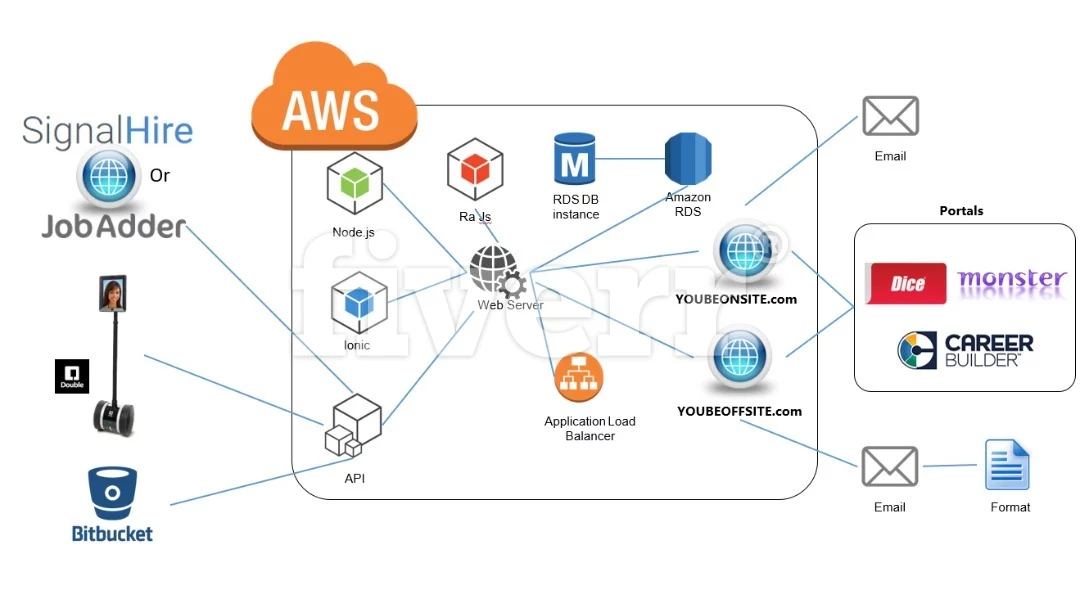 AWS
SignalHire
Or
JobAdder
Double
Bitbucket
Node.js
Ra Js
M
RDS DB
instance
Amazon
RDS
Ionic
Web Server
API
Application Load
Balancer
fiverr®
YOUBEONSITE.com
YOUBEOFFSITE.com
Email
Portals
Dice
monster
CAREER
BUILDER
Email
Format